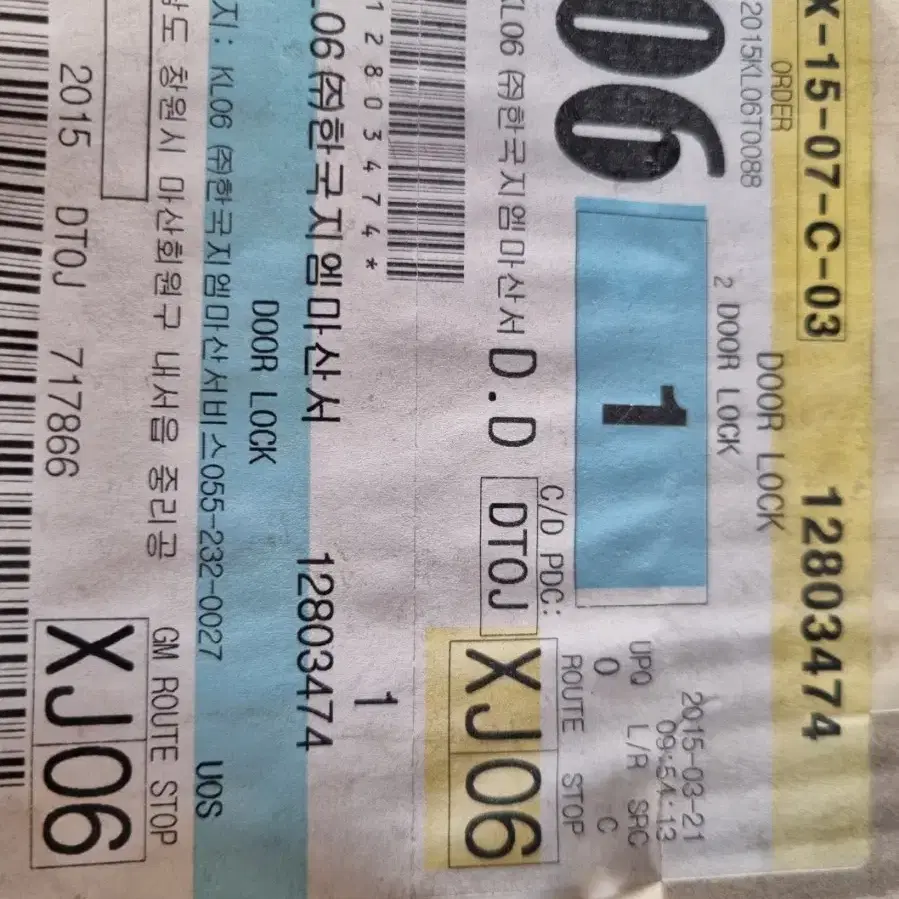 X-15-07-C-03 12803474
ORDER DOOR LOCK
2015KL06T0088 2 DOOR LOCK 2015-03-21
09:54:13
06 1 UPQ L/R SRC
0 C
KL06 ㈜한국지엠마산서 D.D C/D PDC: DTOJ ROUTE STOP
XJ06
12803474*
L06㈜한국지엠마산서 12803474 1
DOOR LOCK
지: KL06 ㈜한국지엠마산서비스055-232-0027 UOS
상도 창원시 마산회원구 내서읍 중리공 GM ROUTE STOP
2015 DTOJ 717866 XJ06